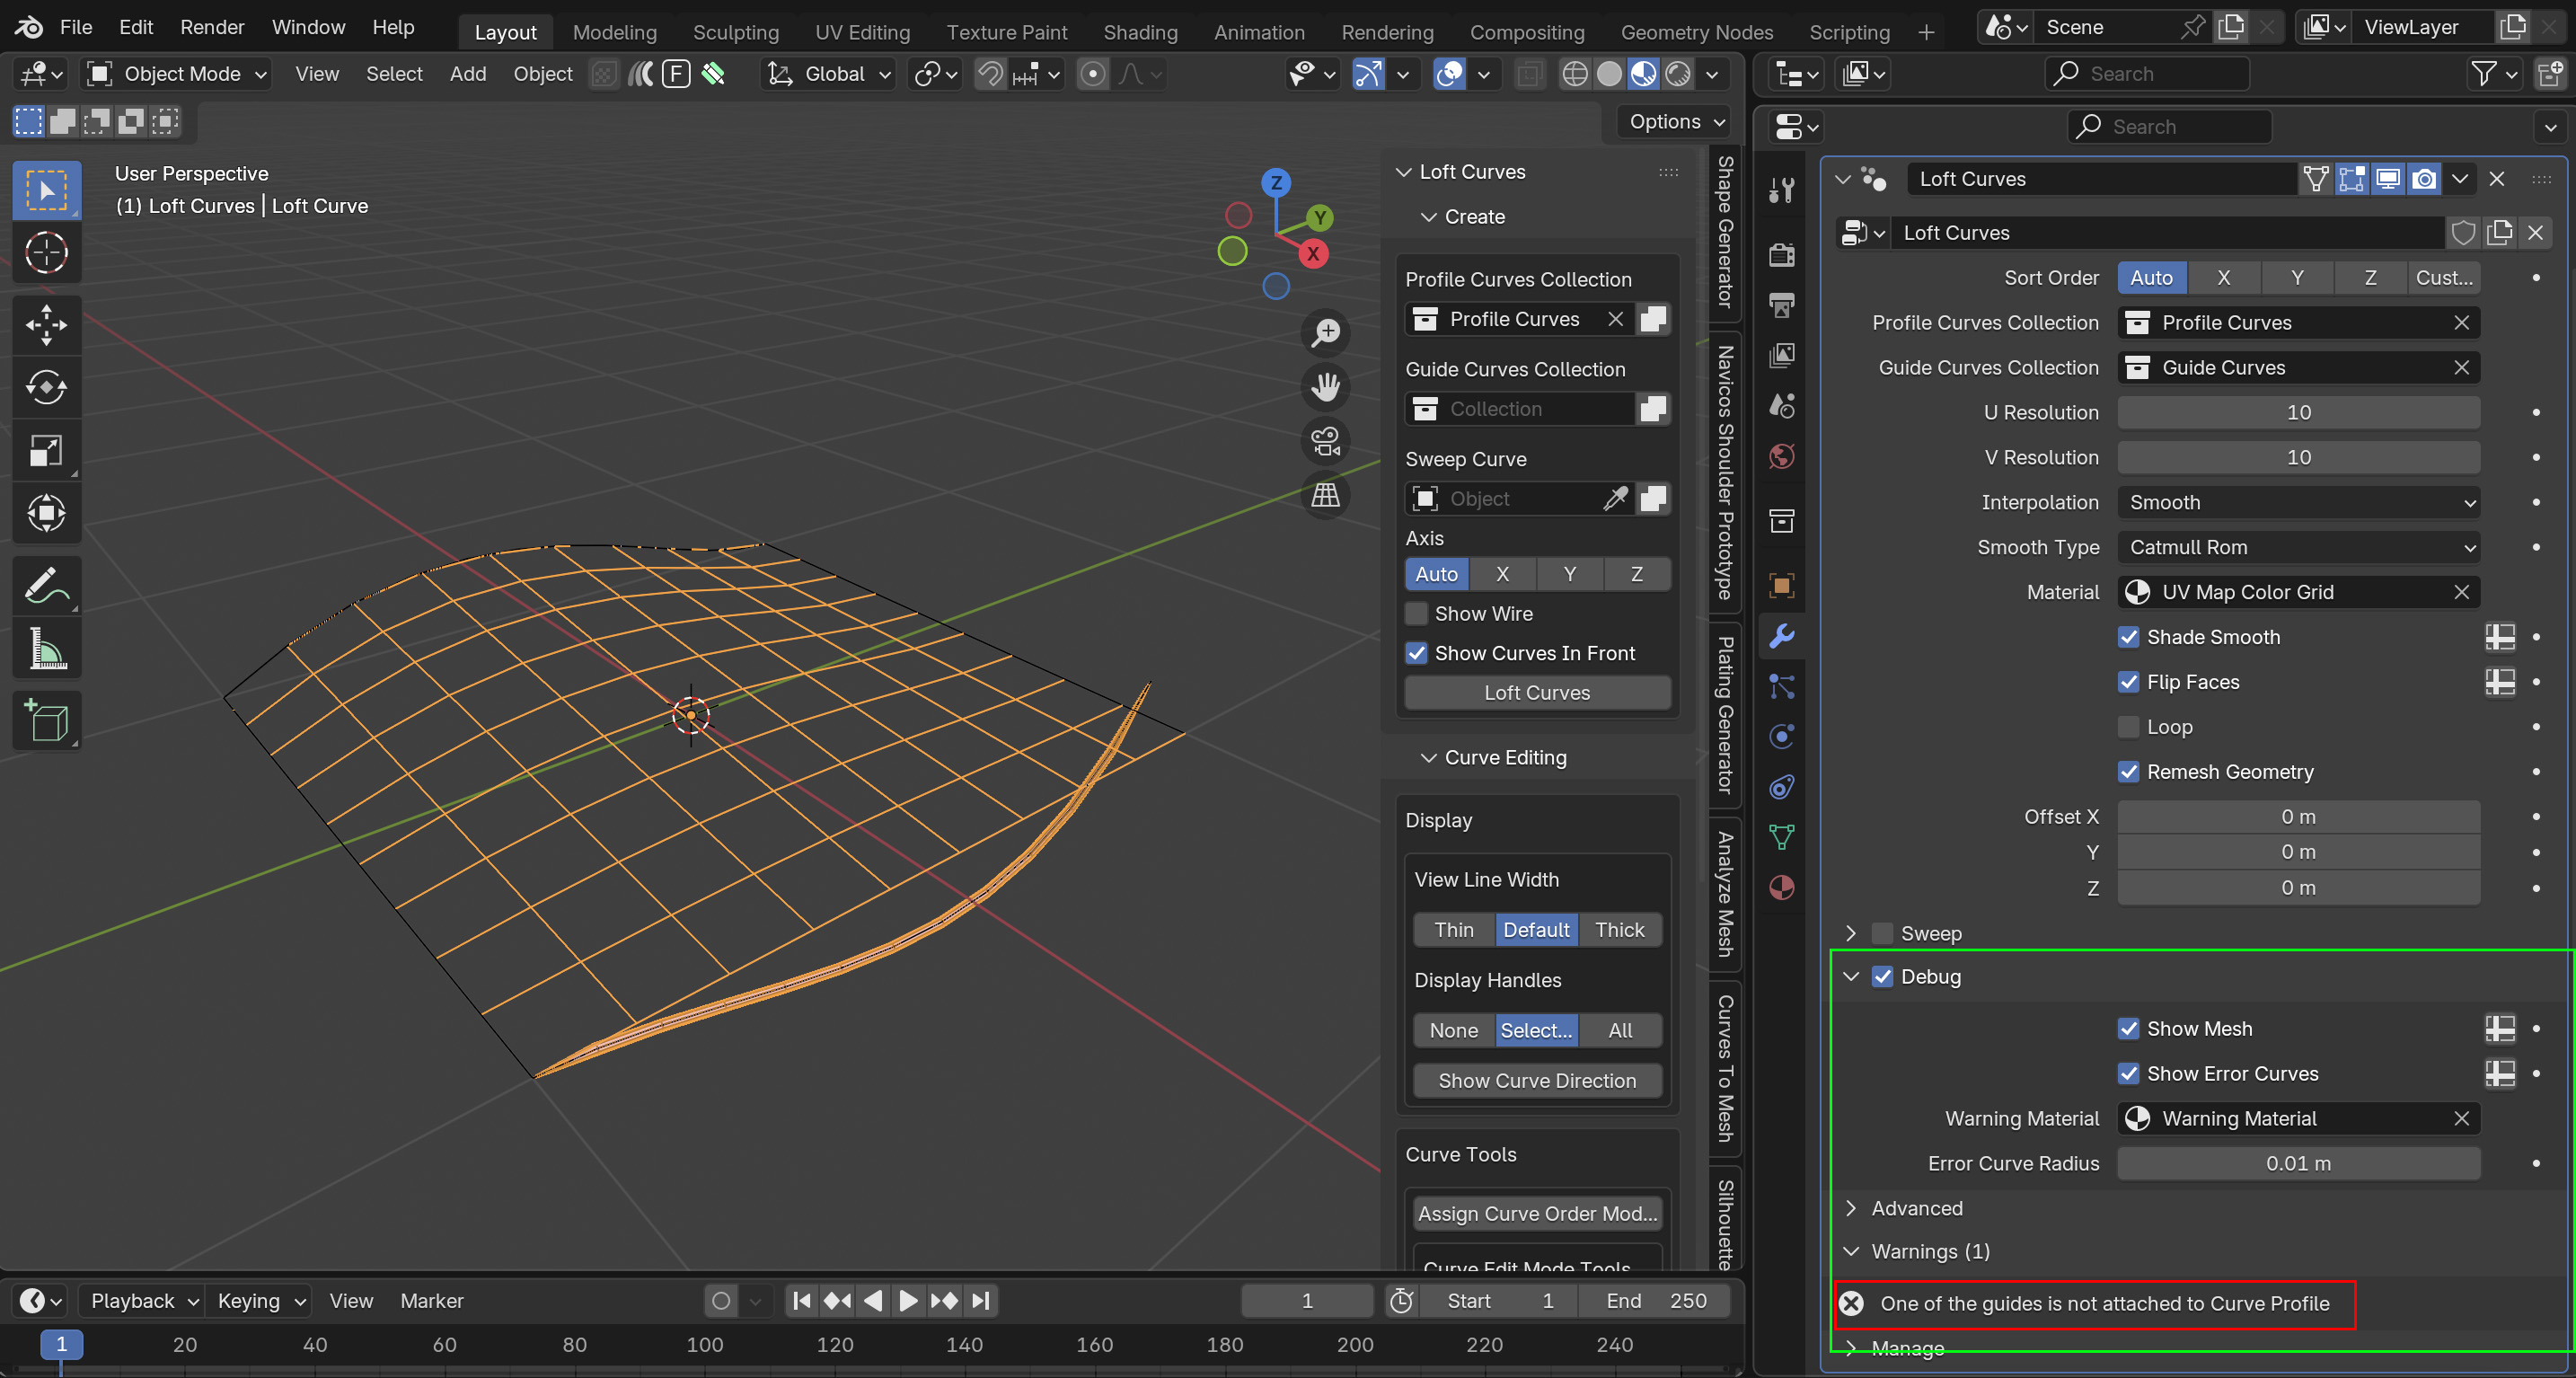 File Edit Render Window Help Layout Modeling Sculpting UV Editing Texture Paint Shading Animation Rendering Compositing Geometry Nodes Scripting + Scene ViewLayer
Object Mode View Select Add Object F Global Search
Options
Search
User Perspective
(1) Loft Curves | Loft Curve
Z
Y
X
Loft Curves
Create
Profile Curves Collection
Profile Curves
Guide Curves Collection
Collection
Sweep Curve
Object
Axis
Auto X Y Z
Show Wire
Show Curves In Front
Loft Curves
Curve Editing
Display
View Line Width
Thin Default Thick
Display Handles
None Select... All
Show Curve Direction
Curve Tools
Assign Curve Order Mod...
Curve Edit Mode Tools
Shape Generator
Navicos Shoulder Prototype
Plating Generator
Analyze Mesh
Curves To Mesh
Silhouette
Loft Curves
Loft Curves
Sort Order Auto X Y Z Cust...
Profile Curves Collection Profile Curves
Guide Curves Collection Guide Curves
U Resolution 10
V Resolution 10
Interpolation Smooth
Smooth Type Catmull Rom
Material UV Map Color Grid
Shade Smooth
Flip Faces
Loop
Remesh Geometry
Offset X 0 m
Y 0 m
Z 0 m
Sweep
Debug
Show Mesh
Show Error Curves
Warning Material Warning Material
Error Curve Radius 0.01 m
Advanced
Warnings (1)
One of the guides is not attached to Curve Profile
Manage
Playback Keying View Marker 1 Start 1 End 250
1 20 40 60 80 100 120 140 160 180 200 220 240